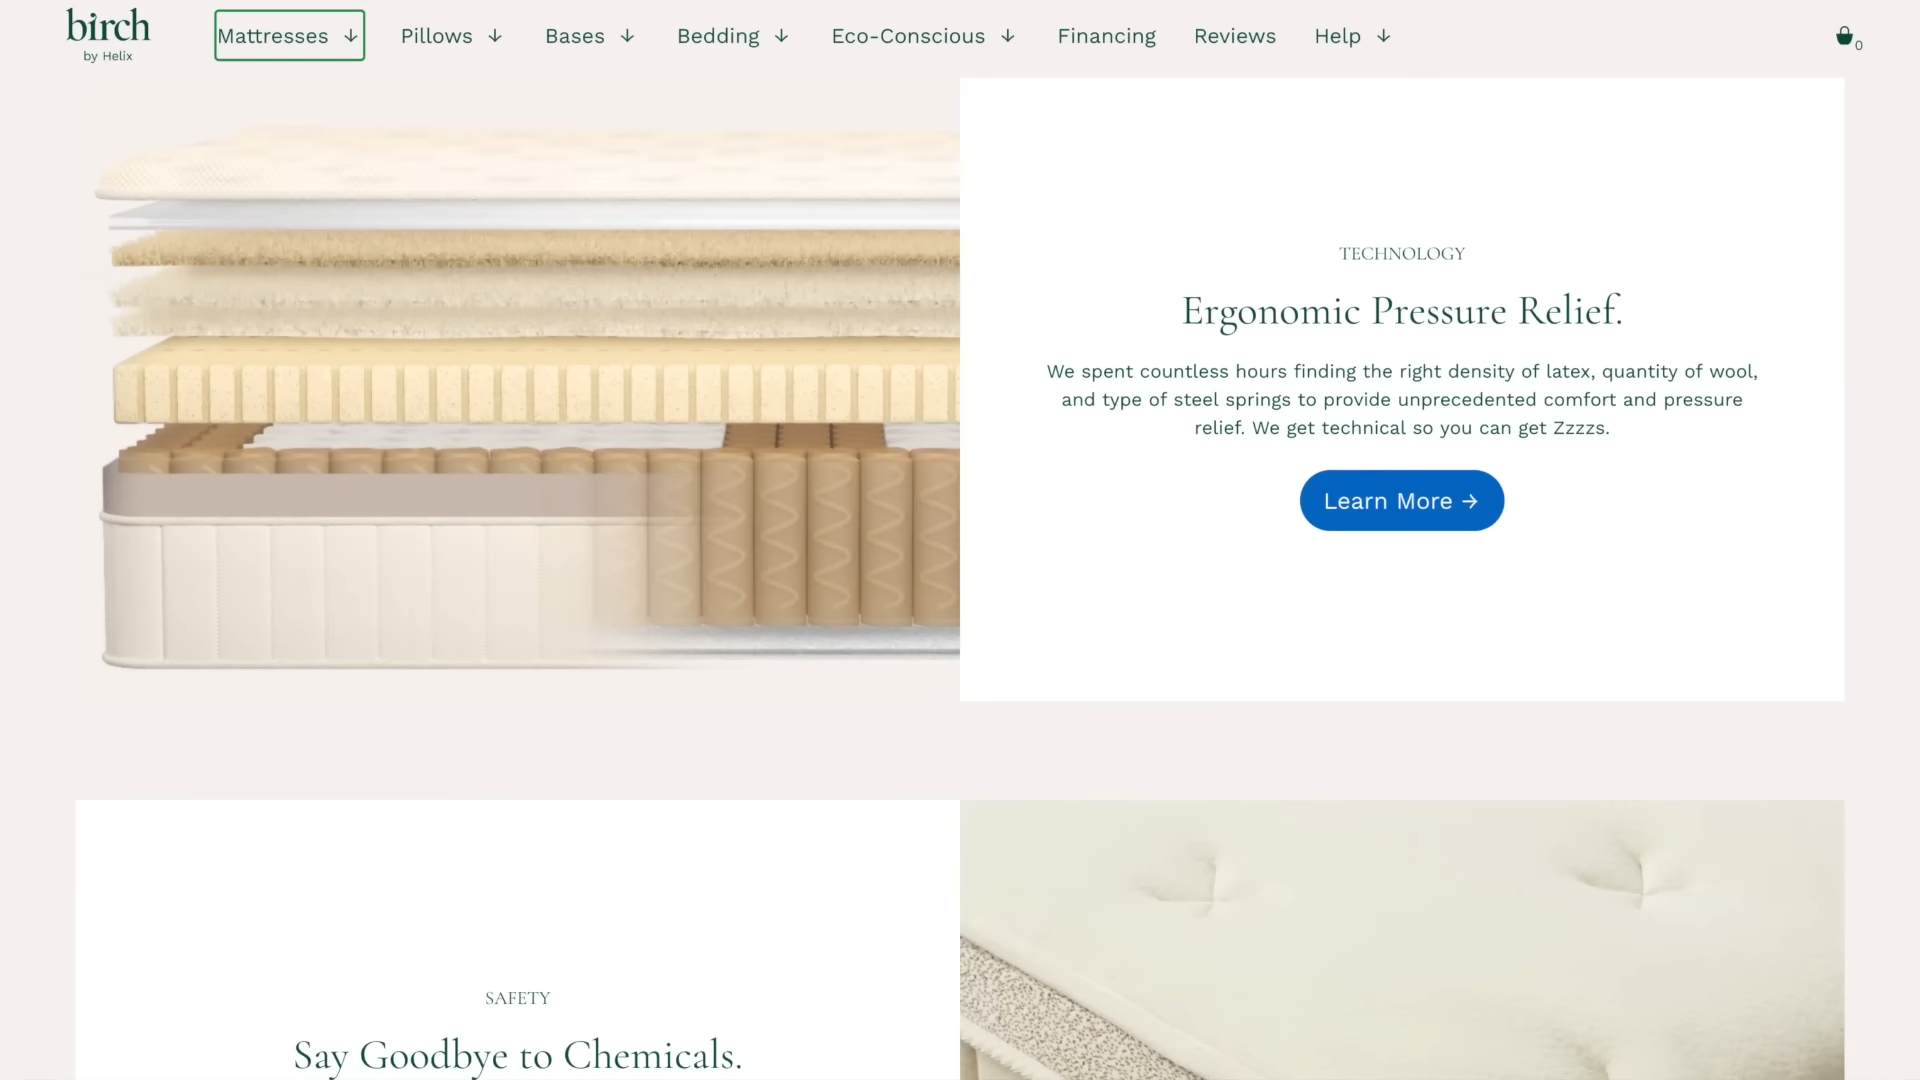 birch
by Helix
Mattresses ↓
Pillows ↓
Bases ↓
Bedding ↓
Eco-Conscious ↓
Financing
Reviews
Help ↓
0
TECHNOLOGY
Ergonomic Pressure Relief.
We spent countless hours finding the right density of latex, quantity of wool,
and type of steel springs to provide unprecedented comfort and pressure
relief. We get technical so you can get Zzzzs.
Learn More →
SAFETY
Say Goodbye to Chemicals.